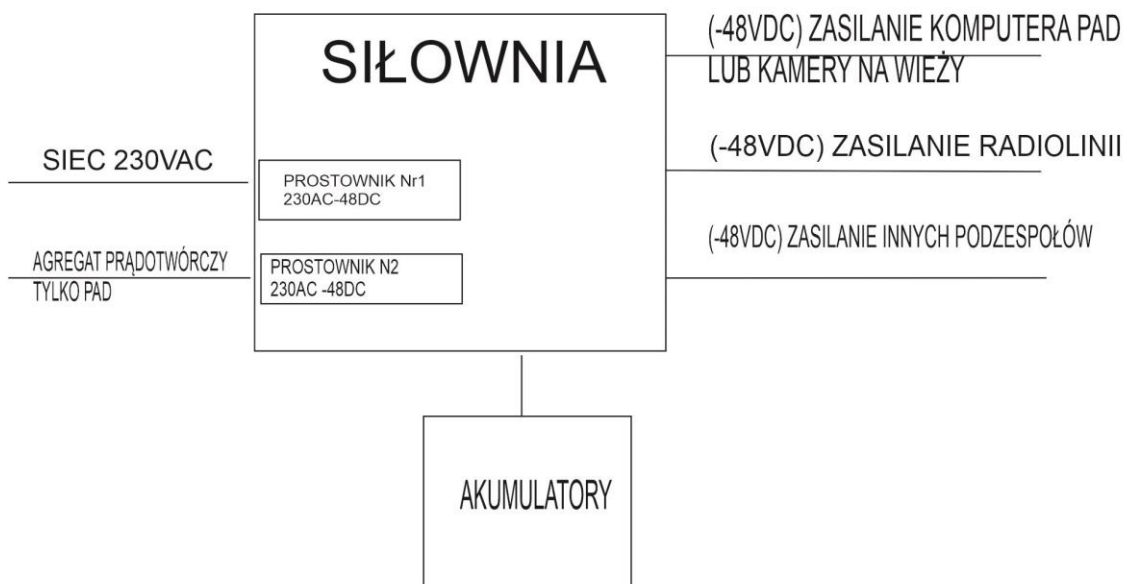 SIŁOWNIA
SIEC 230VAC
PROSTOWNIK Nr1
230AC-48DC
AGREGAT PRĄDOTWÓRCZY
TYLKO PAD
PROSTOWNIK N2
230AC -48DC
(-48VDC) ZASILANIE KOMPUTERA PAD
LUB KAMERY NA WIEŻY
(-48VDC) ZASILANIE RADIOLINII
(-48VDC) ZASILANIE INNYCH PODZESPOŁÓW
AKUMULATORY